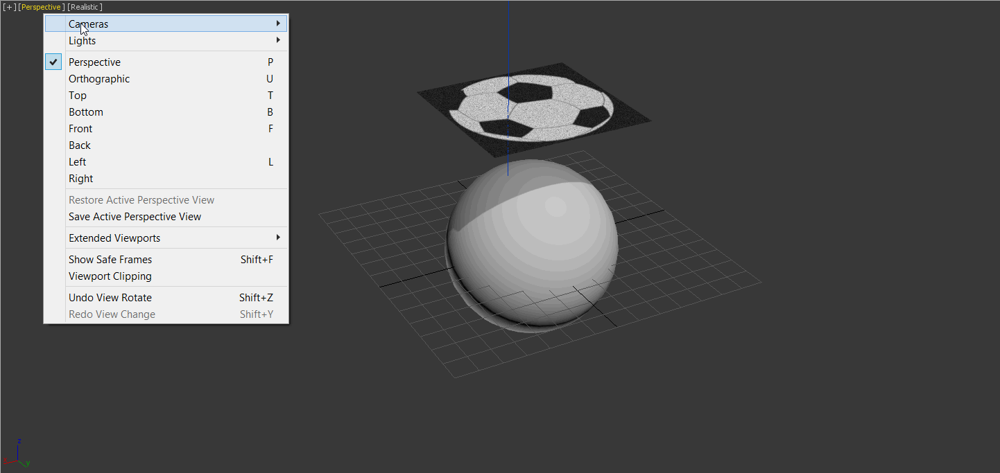 [+] [Perspective ] [Realistic ]
Cameras
Lights
Perspective P
Orthographic U
Top T
Bottom B
Front F
Back
Left L
Right
Restore Active Perspective View
Save Active Perspective View
Extended Viewports
Show Safe Frames Shift+F
Viewport Clipping
Undo View Rotate Shift+Z
Redo View Change Shift+Y
z
y